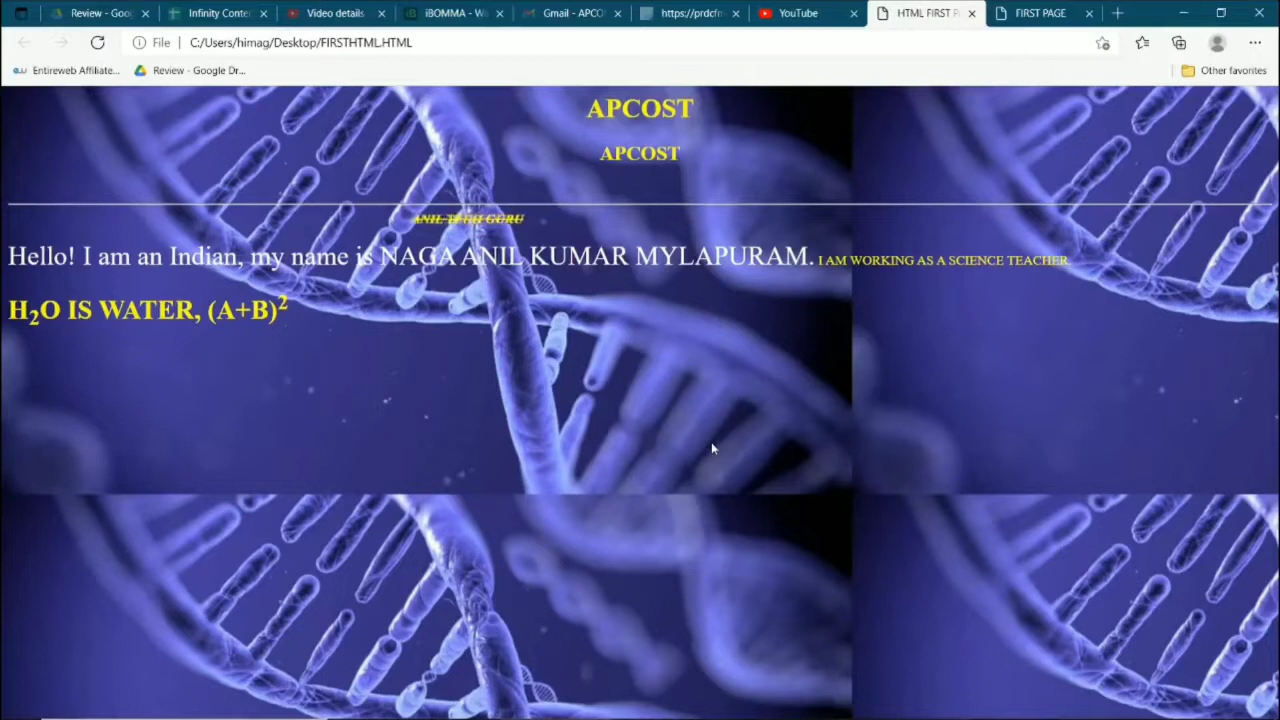 Review - Goo
Infinity Conte
Video details
iBOMMA - W
Gmail - APCO
https://prdcfm
YouTube
HTML FIRST P
FIRST PAGE
File | C:/Users/himag/Desktop/FIRSTHTML.HTML
Entireweb Affiliate...
Review - Google Dr...
Other favorites
APCOST
APCOST
ANIL TECH GURU
Hello! I am an Indian, my name is NAGA ANIL KUMAR MYLAPURAM. I AM WORKING AS A SCIENCE TEACHER.
H₂O IS WATER, (A+B)²